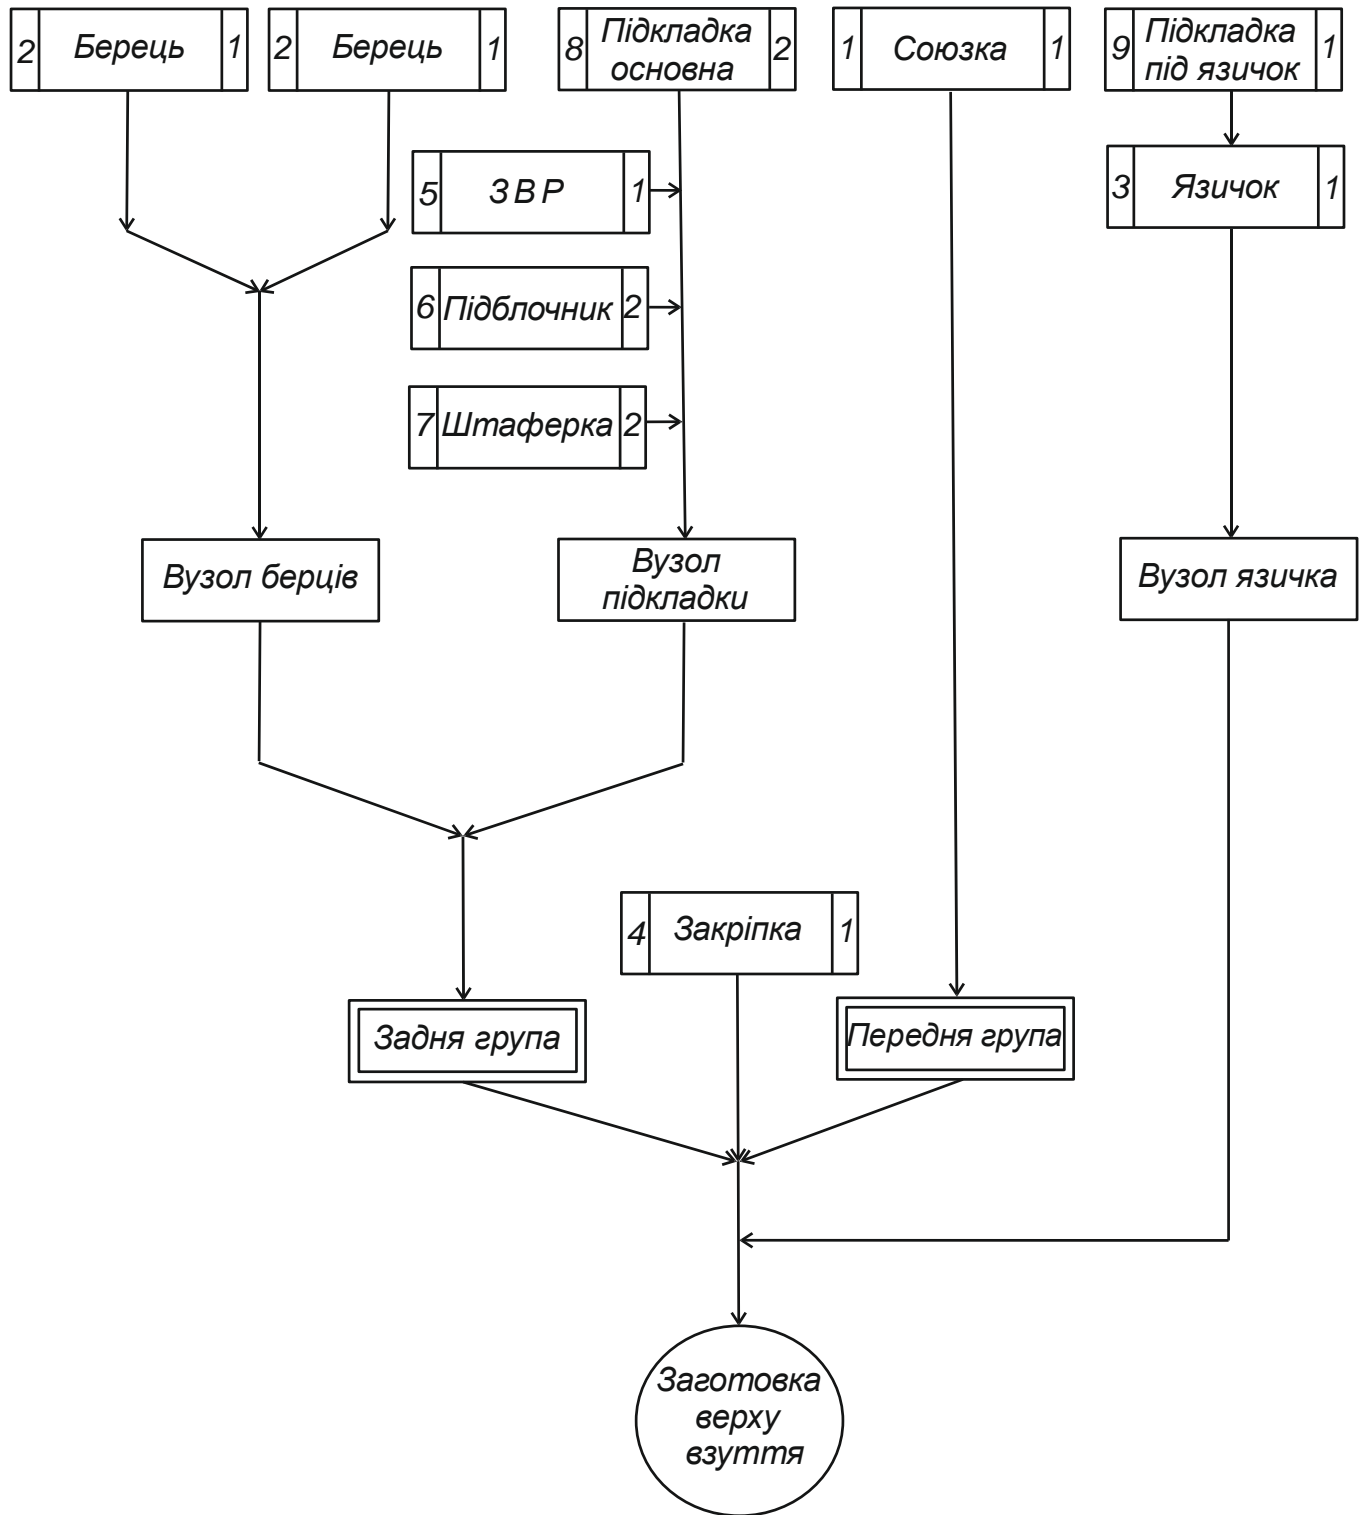 2 Берець 1
2 Берець 1
8 Підкладка 2
основна
1 Союзка 1
9 Підкладка 1
під язичок
5 З В Р 1
3 Язичок 1
6 Підблочник 2
7 Штаферка 2
Вузол берців
Вузол
підкладки
Вузол язичка
4 Закріпка 1
Задня група
Передня група
Заготовка
верху
взуття